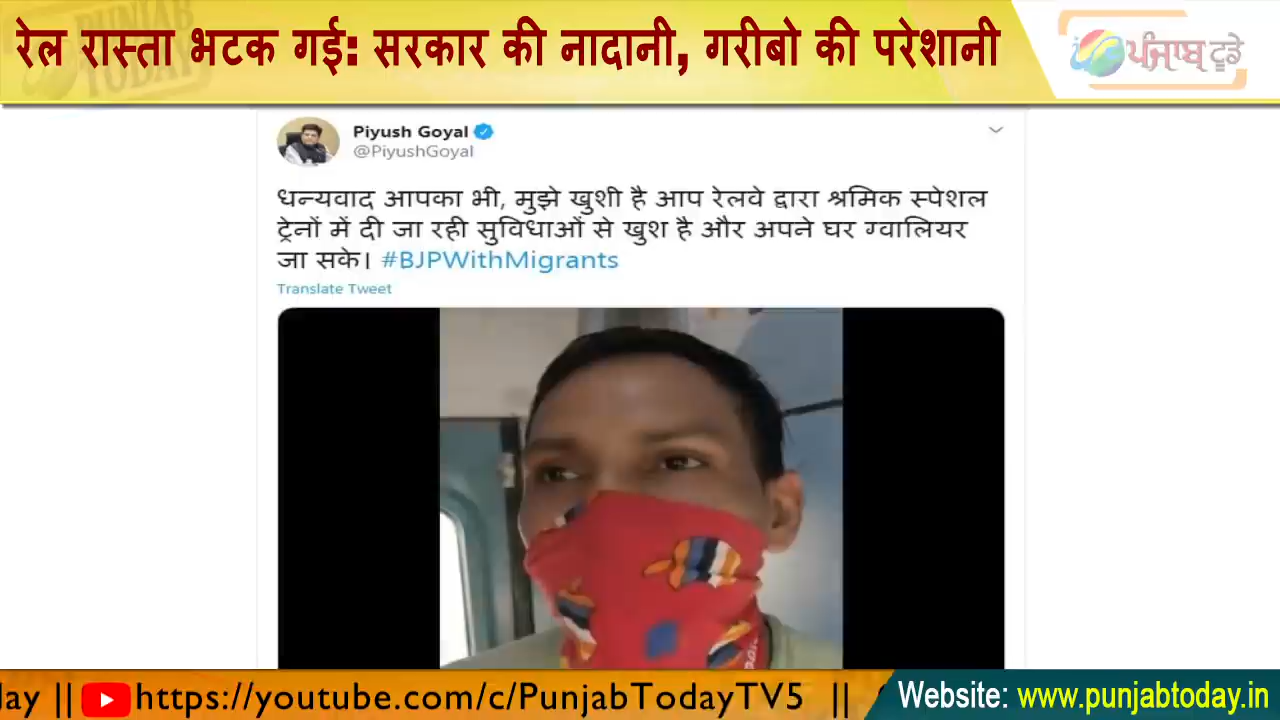 रेल रास्ता भटक गई: सरकार की नादानी, गरीबो की परेशानी
ਪੰਜਾਬ ਟੂਡੇ
Piyush Goyal
@PiyushGoyal
धन्यवाद आपका भी, मुझे खुशी है आप रेलवे द्वारा श्रमिक स्पेशल
ट्रेनों में दी जा रही सुविधाओं से खुश है और अपने घर ग्वालियर
जा सके। #BJPWithMigrants
Translate Tweet
day || https://youtube.com/c/PunjabTodayTV5 ||
Website: www.punjabtoday.in